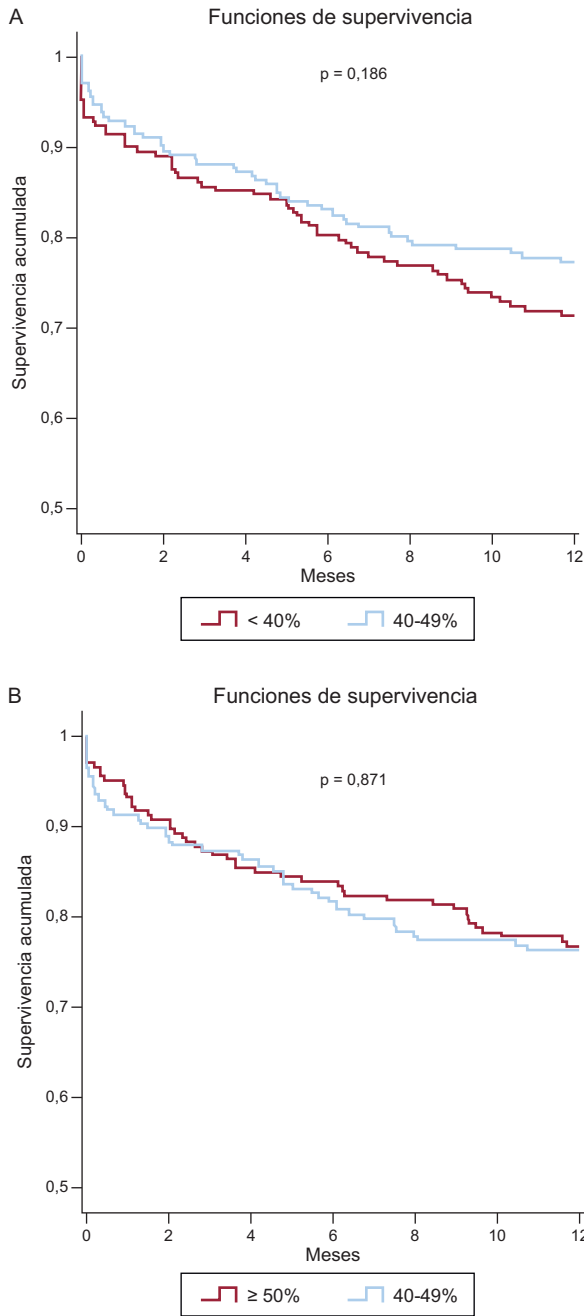 A
Funciones de supervivencia
p = 0,186
Supervivencia acumulada
1
0,9
0,8
0,7
0,6
0,5
0 2 4 6 8 10 12
Meses
< 40% 40-49%
B
Funciones de supervivencia
p = 0,871
Supervivencia acumulada
1
0,9
0,8
0,7
0,6
0,5
0 2 4 6 8 10 12
Meses
≥ 50% 40-49%